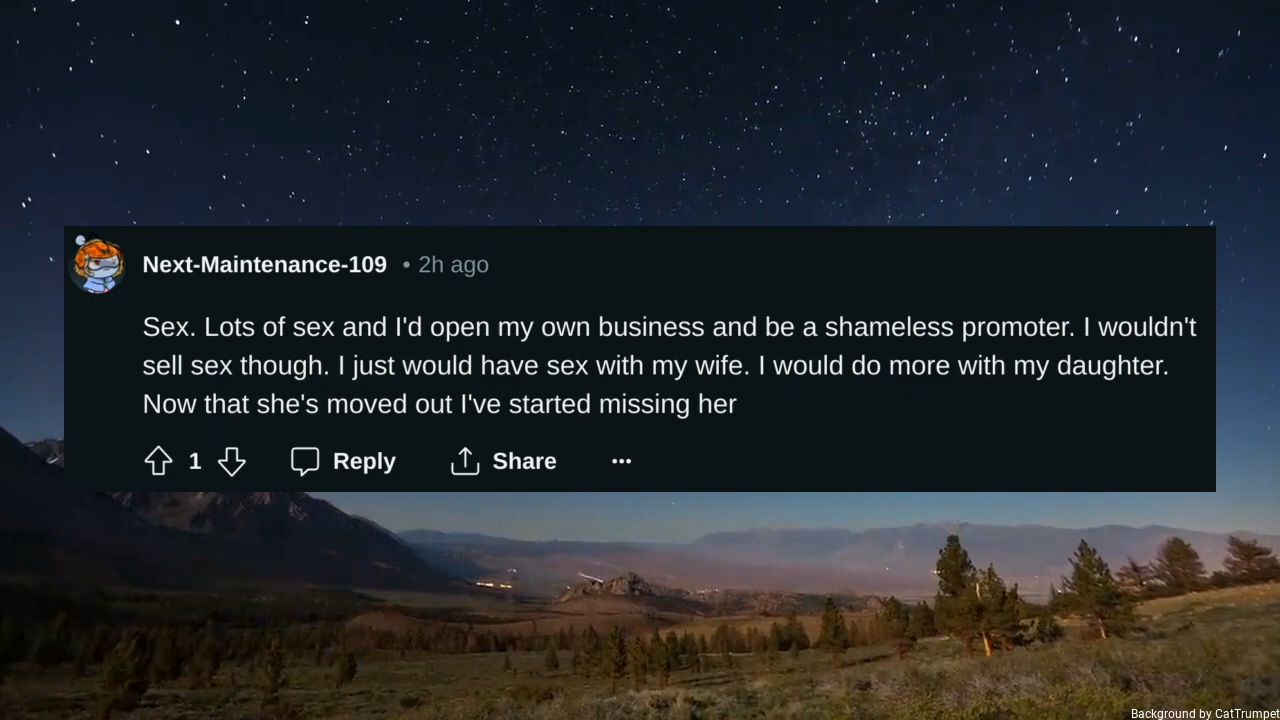 Next-Maintenance-109 • 2h ago
Sex. Lots of sex and I'd open my own business and be a shameless promoter. I wouldn't
sell sex though. I just would have sex with my wife. I would do more with my daughter.
Now that she's moved out I've started missing her
1 Reply Share ...
Background by CatTrumpet